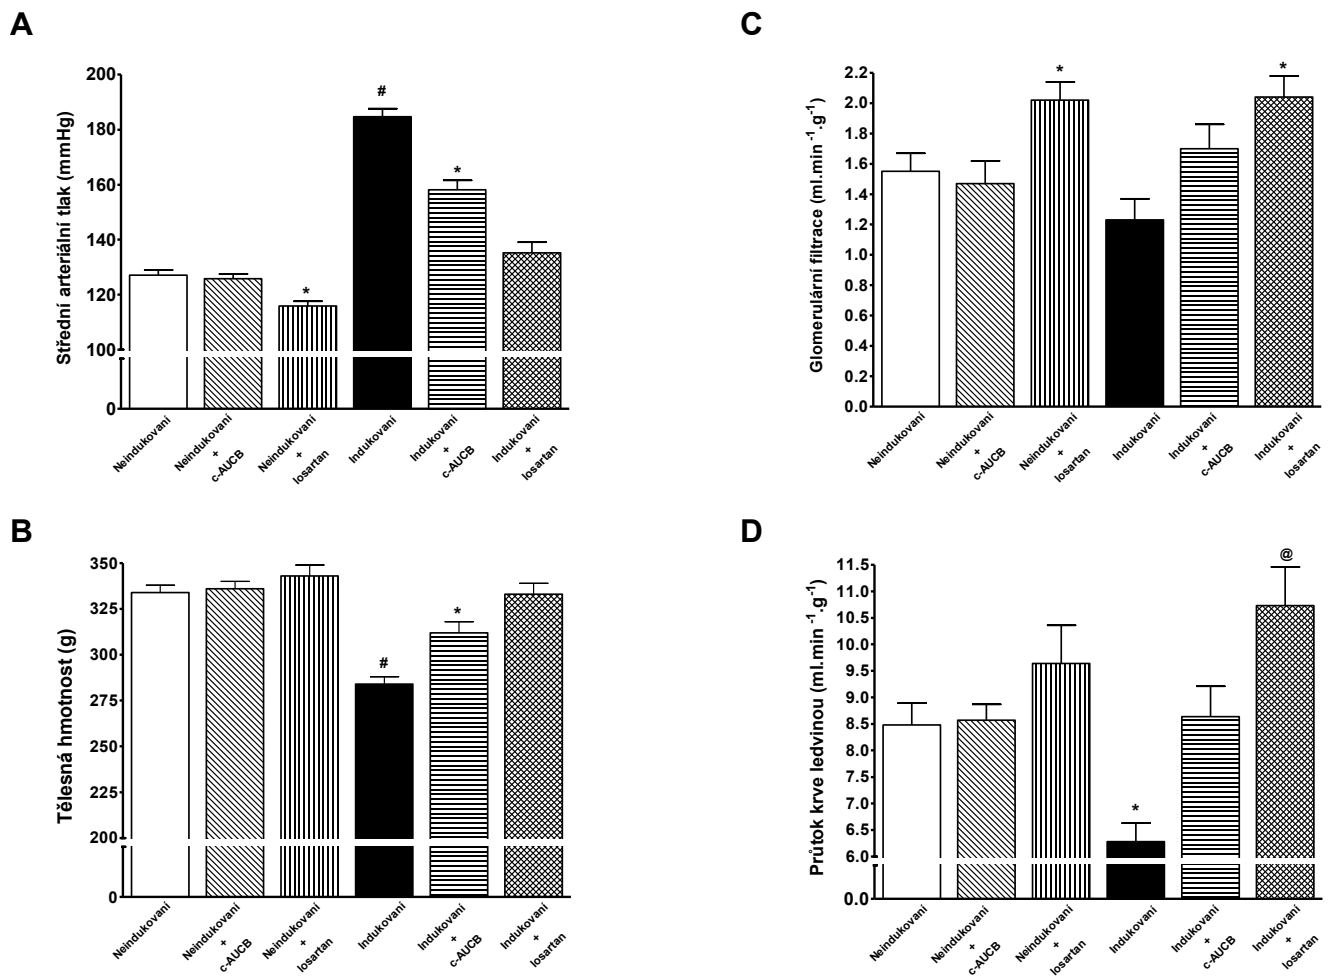 A
Střední arteriální tlak (mmHg)
200
180
160
140
120
100
0
#
*
*
Neindukovaní
Neindukovaní
+
c-AUCB
Neindukovaní
+
losartan
Indukovaní
Indukovaní
+
c-AUCB
Indukovaní
+
losartan
C
Glomerulární filtrace (ml.min⁻¹.g⁻¹)
2.2
2.0
1.8
1.6
1.4
1.2
1.0
0.8
0.6
0.4
0.2
0.0
*
*
Neindukovaní
Neindukovaní
+
c-AUCB
Neindukovaní
+
losartan
Indukovaní
Indukovaní
+
c-AUCB
Indukovaní
+
losartan
B
Tělesná hmotnost (g)
350
325
300
275
250
225
200
0
#
*
Neindukovaní
Neindukovaní
+
c-AUCB
Neindukovaní
+
losartan
Indukovaní
Indukovaní
+
c-AUCB
Indukovaní
+
losartan
D
Průtok krve ledvinou (ml.min⁻¹.g⁻¹)
11.5
11.0
10.5
10.0
9.5
9.0
8.5
8.0
7.5
7.0
6.5
6.0
0.0
*
@
Neindukovaní
Neindukovaní
+
c-AUCB
Neindukovaní
+
losartan
Indukovaní
Indukovaní
+
c-AUCB
Indukovaní
+
losartan